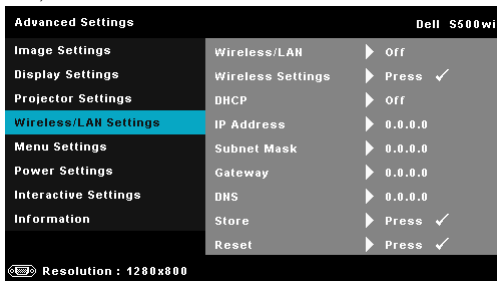 Advanced Settings Dell S500wi
Image Settings
Display Settings
Projector Settings
Wireless/LAN Settings
Menu Settings
Power Settings
Interactive Settings
Information
Wireless/LAN Off
Wireless Settings Press ✓
DHCP Off
IP Address 0.0.0.0
Subnet Mask 0.0.0.0
Gateway 0.0.0.0
DNS 0.0.0.0
Store Press ✓
Reset Press ✓
Resolution : 1280x800